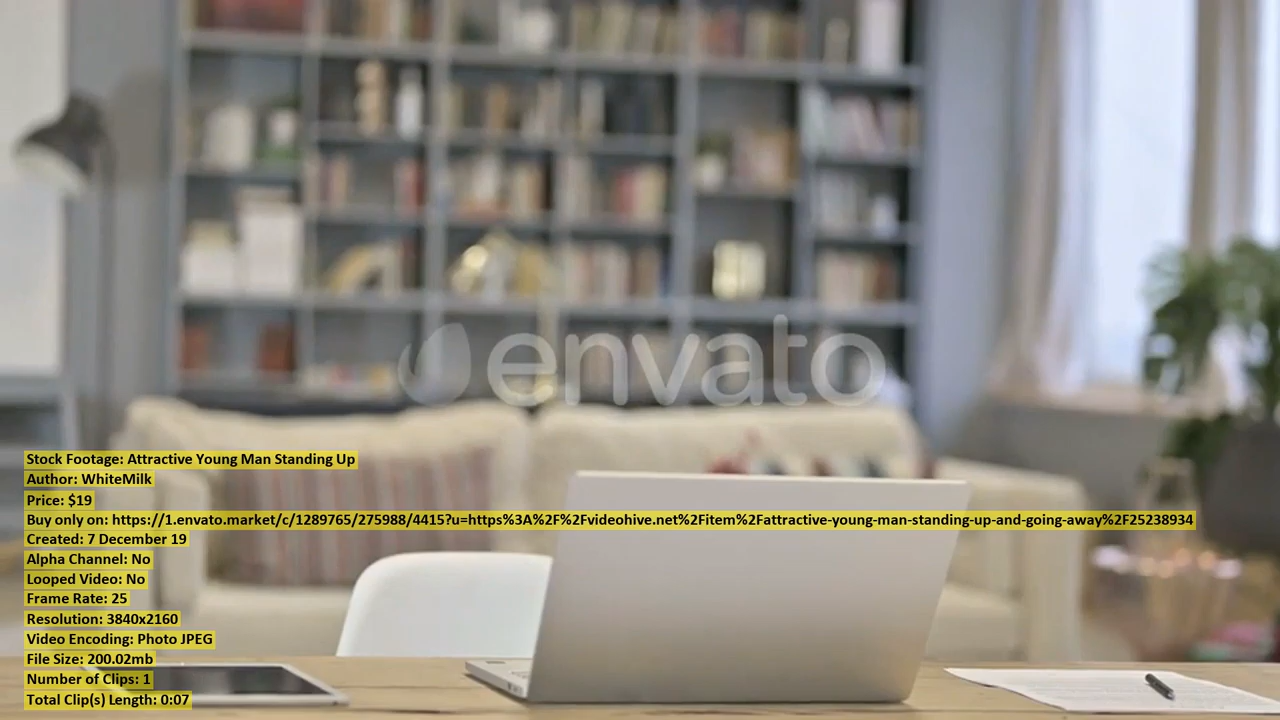 envato
Stock Footage: Attractive Young Man Standing Up
Author: WhiteMilk
Price: $19
Buy only on: https://1.envato.market/c/1289765/275988/4415?u=https%3A%2F%2Fvideohive.net%2Fitem%2Fattractive-young-man-standing-up-and-going-away%2F25238934
Created: 7 December 19
Alpha Channel: No
Looped Video: No
Frame Rate: 25
Resolution: 3840x2160
Video Encoding: Photo JPEG
File Size: 200.02mb
Number of Clips: 1
Total Clip(s) Length: 0:07